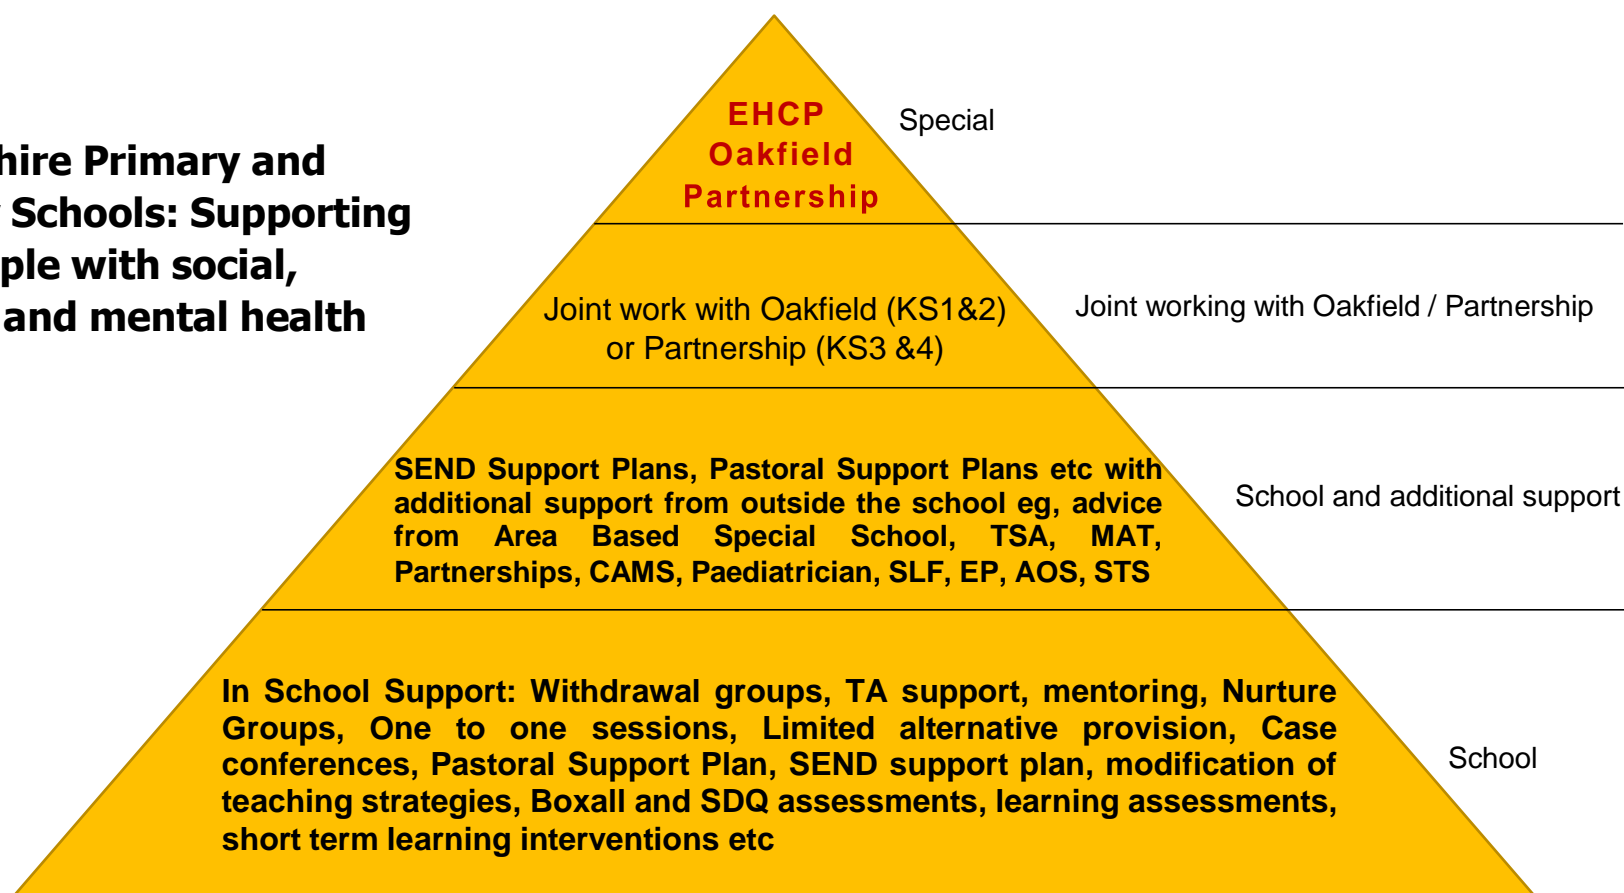 hire Primary and
Schools: Supporting
ple with social,
and mental health
EHCP
Oakfield
Partnership
Special
Joint work with Oakfield (KS1&2)
or Partnership (KS3 &4)
Joint working with Oakfield / Partnership
SEND Support Plans, Pastoral Support Plans etc with
additional support from outside the school eg, advice
from Area Based Special School, TSA, MAT,
Partnerships, CAMS, Paediatrician, SLF, EP, AOS, STS
School and additional support
In School Support: Withdrawal groups, TA support, mentoring, Nurture
Groups, One to one sessions, Limited alternative provision, Case
conferences, Pastoral Support Plan, SEND support plan, modification of
teaching strategies, Boxall and SDQ assessments, learning assessments,
short term learning interventions etc
School